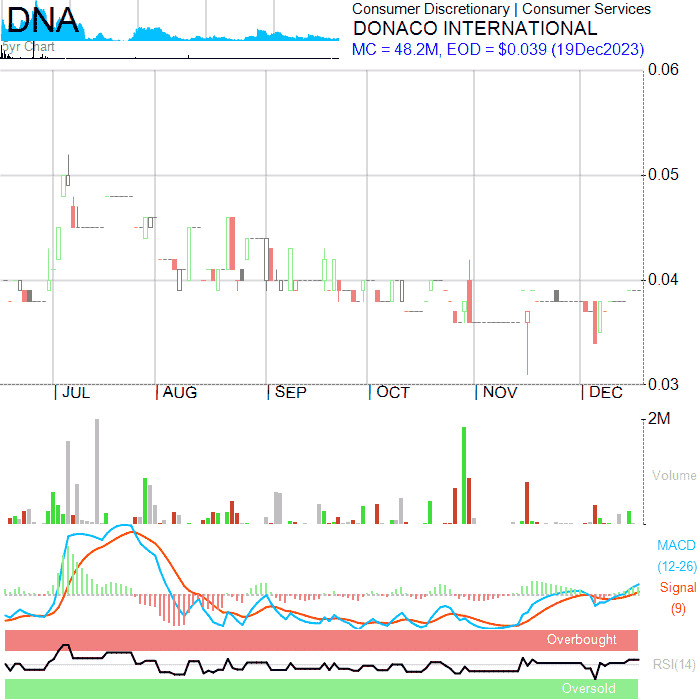 DNA
5yr Chart
Consumer Discretionary | Consumer Services
DONACO INTERNATIONAL
MC = 48.2M, EOD = $0.039 (19Dec2023)
0.06
0.05
0.04
0.03
JUL AUG SEP OCT NOV DEC
2M
Volume
MACD
(12-26)
Signal
(9)
Overbought
RSI(14)
Oversold